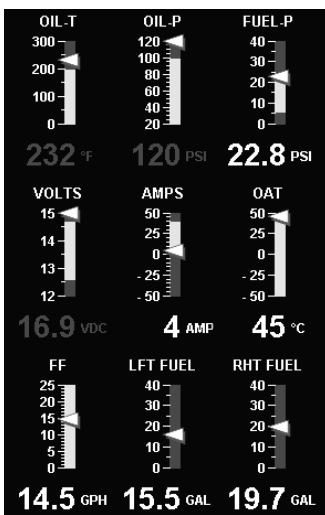 OIL-T OIL-P FUEL-P
300 120 40
100 30
200 80 20
60
100 40 10
0 20 0
232 °F 120 PSI 22.8 PSI
VOLTS AMPS OAT
15 50 50
14 25 25
0 0
13 - 25 - 25
12 - 50 - 50
16.9 VDC 4 AMP 45 °C
FF LFT FUEL RHT FUEL
25 40 40
20 30 30
15 20 20
10
5 10 10
0 0 0
14.5 GPH 15.5 GAL 19.7 GAL